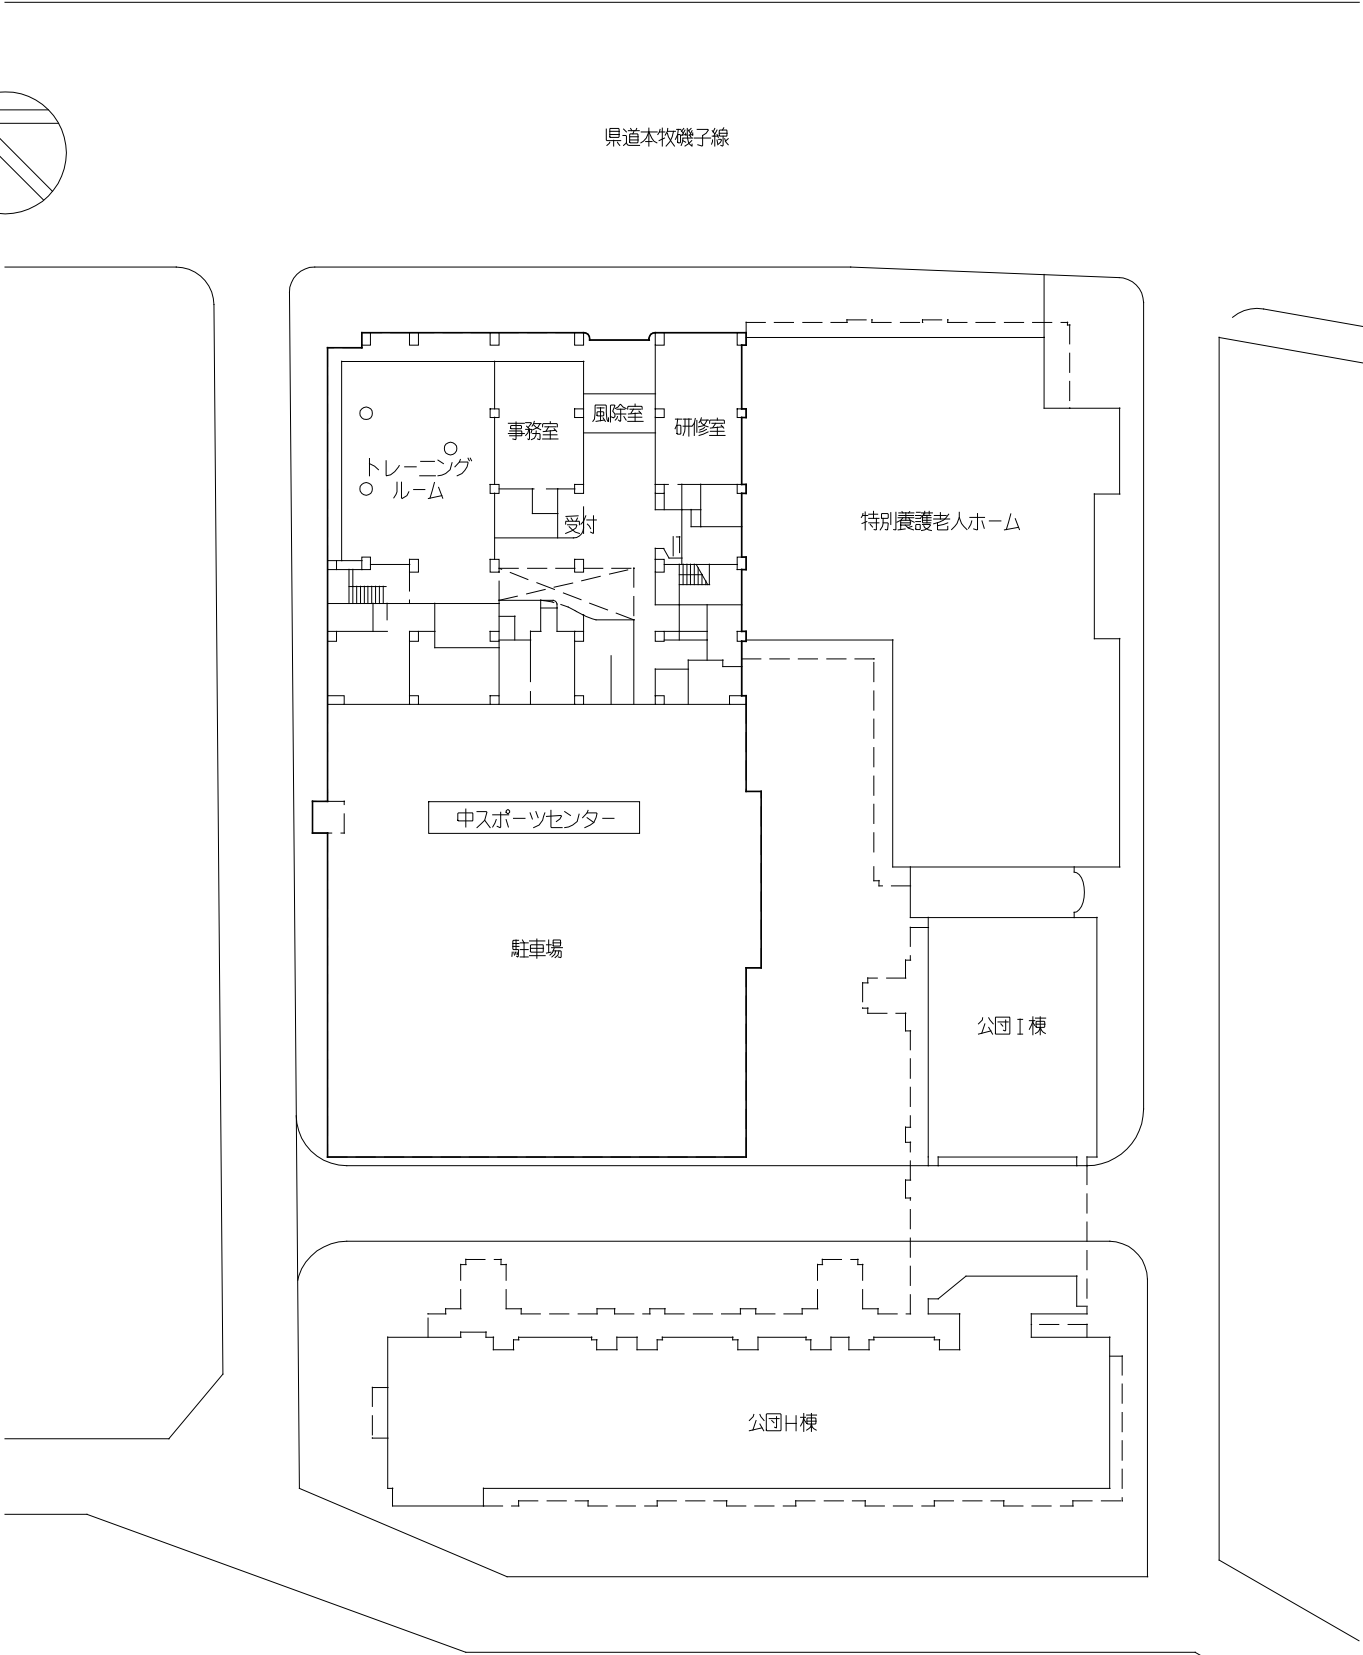 県道本牧磯子線
風除室
事務室
研修室
トレーニング
ルーム
受付
特別養護老人ホーム
中スポーツセンター
駐車場
公団Ｉ棟
公団Ｈ棟